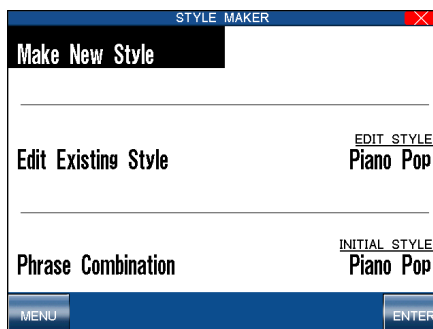 STYLE MAKER
Make New Style
EDIT STYLE
Edit Existing Style Piano Pop
INITIAL STYLE
Phrase Combination Piano Pop
MENU ENTER